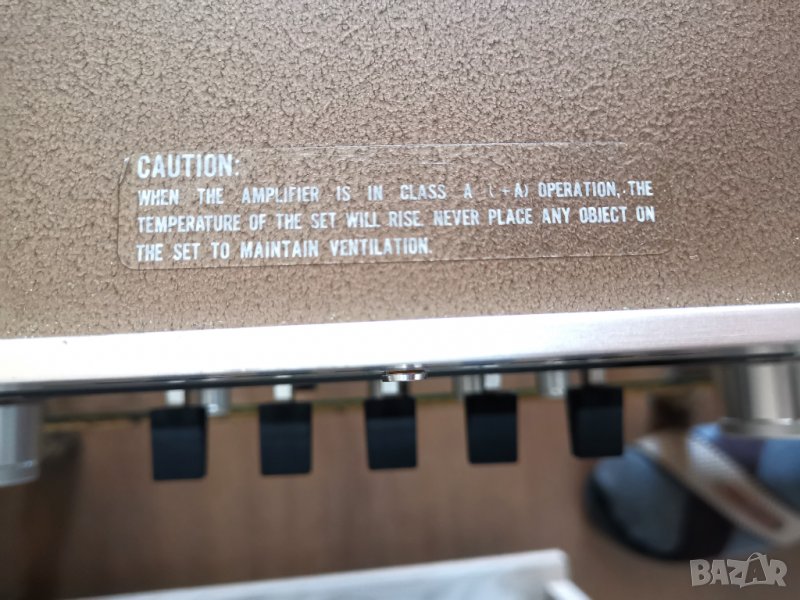 CAUTION:
WHEN THE AMPLIFIER IS IN CLASS A (+A) OPERATION, THE
TEMPERATURE OF THE SET WILL RISE. NEVER PLACE ANY OBJECT ON
THE SET TO MAINTAIN VENTILATION.
BAZAR